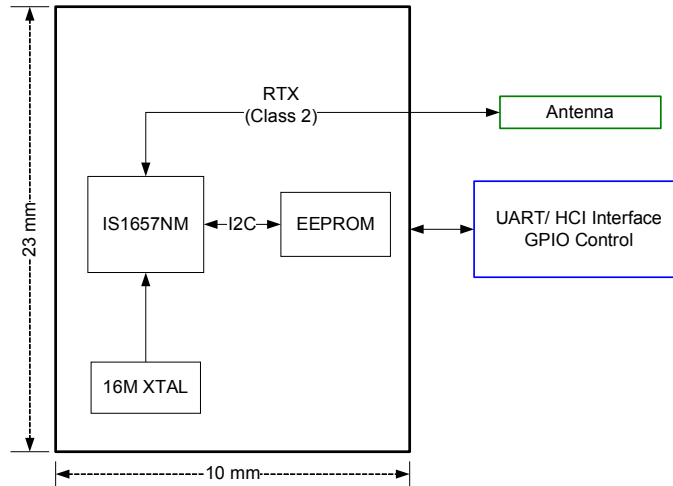 RTX
(Class 2)
Antenna
IS1657NM
I2C
EEPROM
UART/ HCI Interface
GPIO Control
23 mm
16M XTAL
10 mm